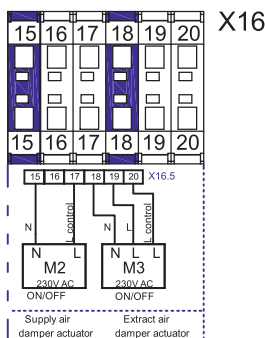 X16
15 16 17 18 19 20
15 16 17 18 19 20
15 16 17 18 19 20 X16.5
N L control N L L control
N L N L L
M2 M3
230V AC 230V AC
ON/OFF ON/OFF
Supply air Extract air
damper actuator damper actuator